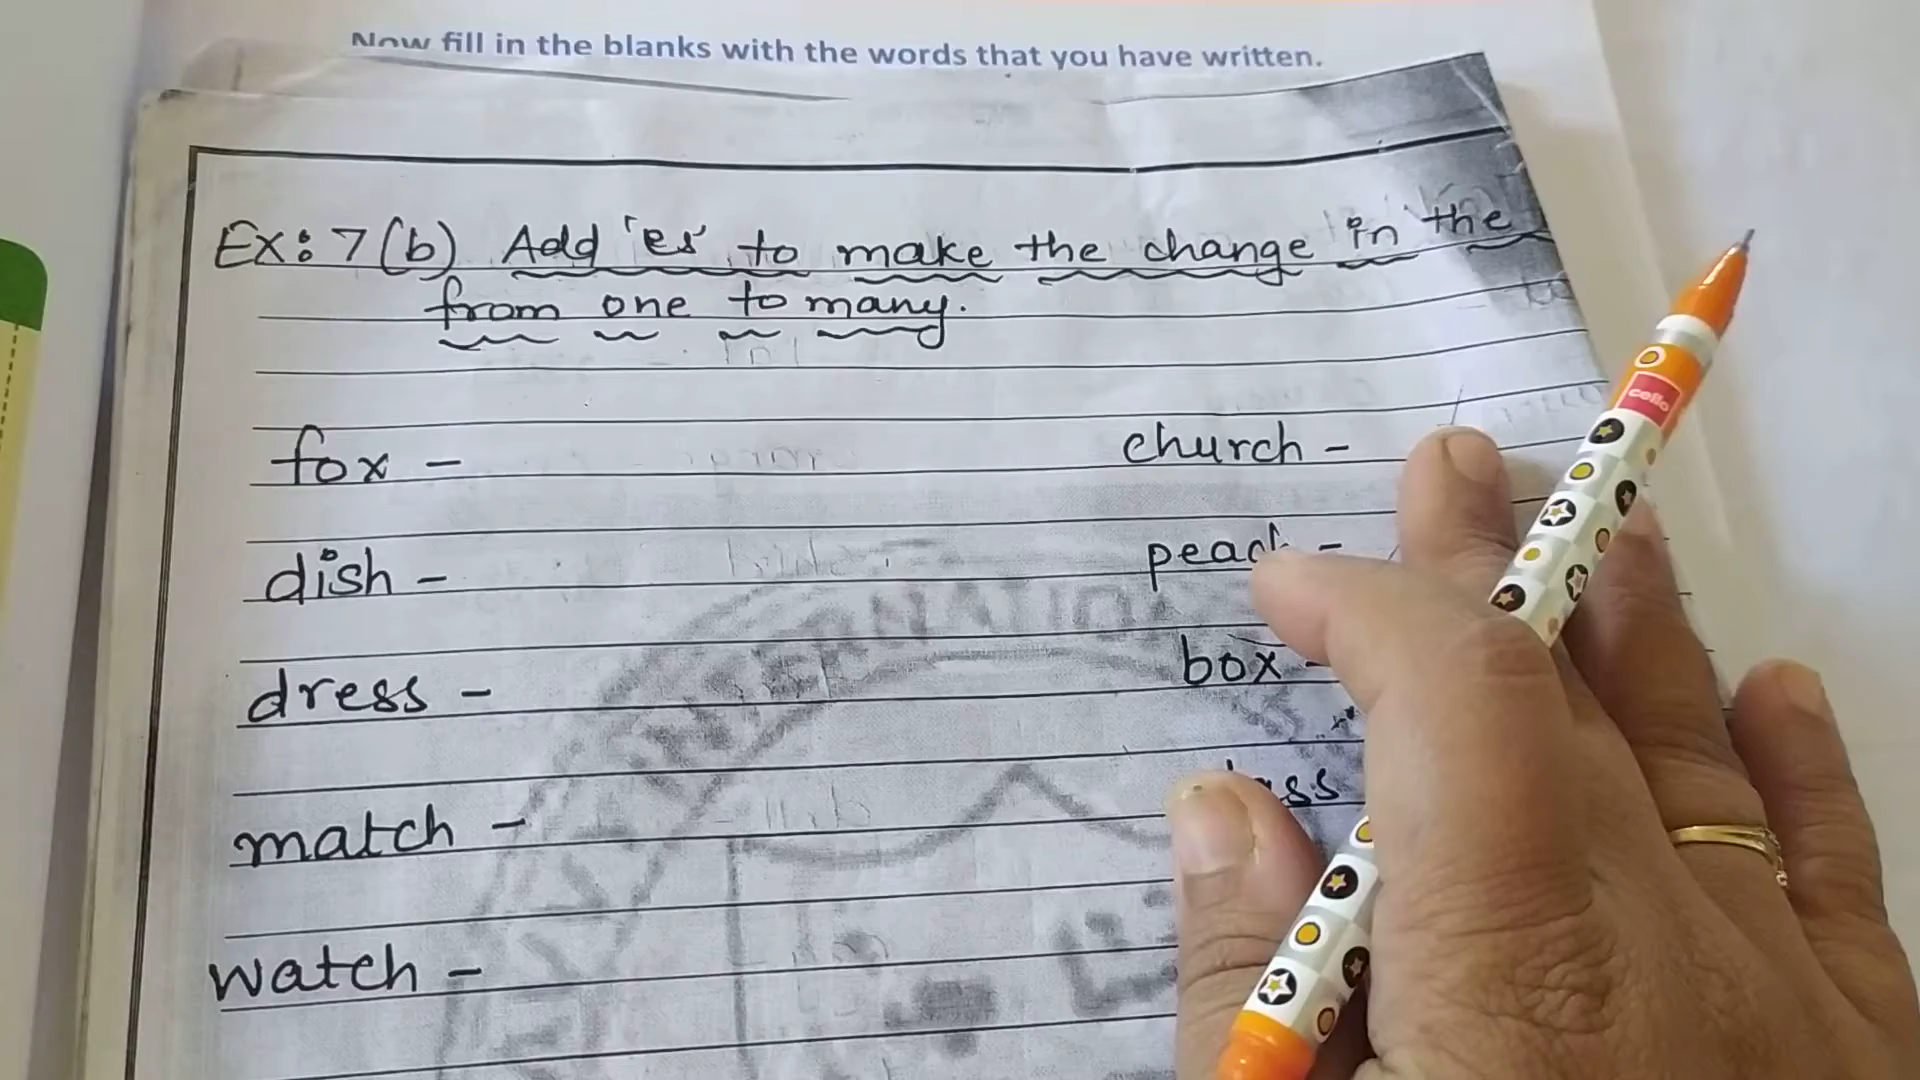 Now fill in the blanks with the words that you have written.
Ex: 7 (b) Add 'es' to make the change in the
from one to many.
fox -
church -
dish -
peach -
dress -
box -
match -
watch -
cello